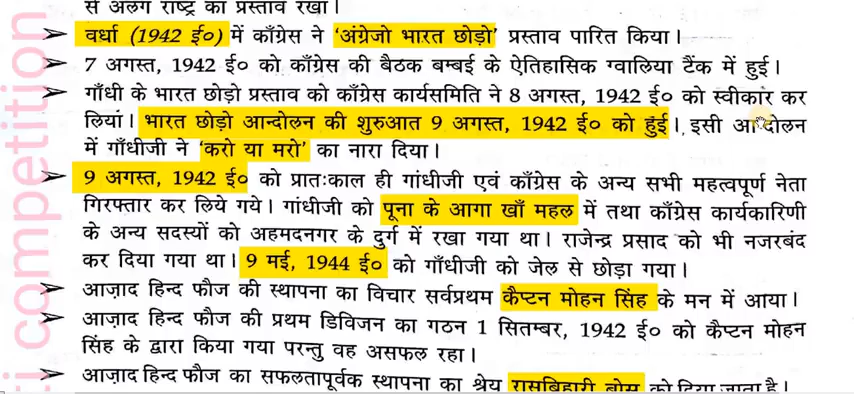 से अलग राष्ट्र का प्रस्ताव रखा।
➤ वर्धा (1942 ई०) में काँग्रेस ने ‘अंग्रेजो भारत छोड़ो’ प्रस्ताव पारित किया।
➤ 7 अगस्त, 1942 ई० को काँग्रेस की बैठक बम्बई के ऐतिहासिक ग्वालिया टैंक में हुई।
➤ गाँधी के भारत छोड़ो प्रस्ताव को काँग्रेस कार्यसमिति ने 8 अगस्त, 1942 ई० को स्वीकार कर
लिया। भारत छोड़ो आन्दोलन की शुरुआत 9 अगस्त, 1942 ई० को हुई। इसी आन्दोलन
में गाँधीजी ने ‘करो या मरो’ का नारा दिया।
➤ 9 अगस्त, 1942 ई० को प्रातःकाल ही गांधीजी एवं काँग्रेस के अन्य सभी महत्वपूर्ण नेता
गिरफ्तार कर लिये गये। गांधीजी को पूना के आगा खाँ महल में तथा काँग्रेस कार्यकारिणी
के अन्य सदस्यों को अहमदनगर के दुर्ग में रखा गया था। राजेन्द्र प्रसाद को भी नजरबंद
कर दिया गया था। 9 मई, 1944 ई० को गाँधीजी को जेल से छोड़ा गया।
➤ आज़ाद हिन्द फौज की स्थापना का विचार सर्वप्रथम कैप्टन मोहन सिंह के मन में आया।
➤ आज़ाद हिन्द फौज की प्रथम डिविजन का गठन 1 सितम्बर, 1942 ई० को कैप्टन मोहन
सिंह के द्वारा किया गया परन्तु वह असफल रहा।
➤ आज़ाद हिन्द फौज का सफलतापूर्वक स्थापना का श्रेय रासबिहारी बोस को दिया जाता है।
ti competition